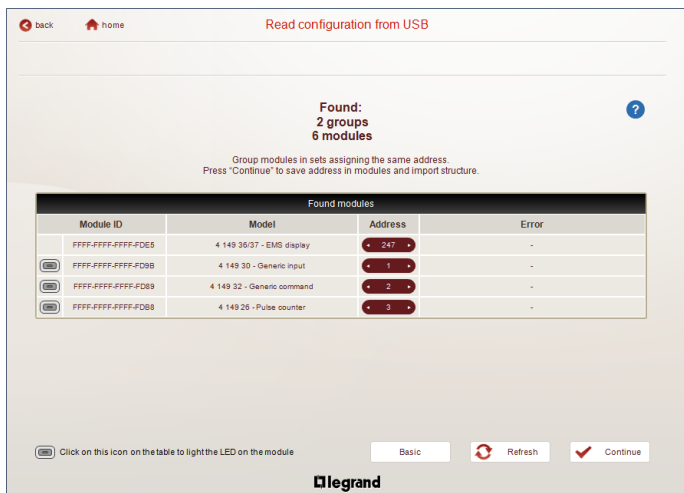 back
home
Read configuration from USB
Found:
2 groups
6 modules
?
Group modules in sets assigning the same address.
Press "Continue" to save address in modules and import structure.
Found modules
Module ID Model Address Error
FFFF-FFFF-FFFF-FDE5 4 149 36/37 - EMS display 247 -
FFFF-FFFF-FFFF-FD9B 4 149 30 - Generic input 1 -
FFFF-FFFF-FFFF-FD89 4 149 32 - Generic command 2 -
FFFF-FFFF-FFFF-FDB8 4 149 26 - Pulse counter 3 -
Click on this icon on the table to light the LED on the module
Basic
Refresh
Continue
legrand